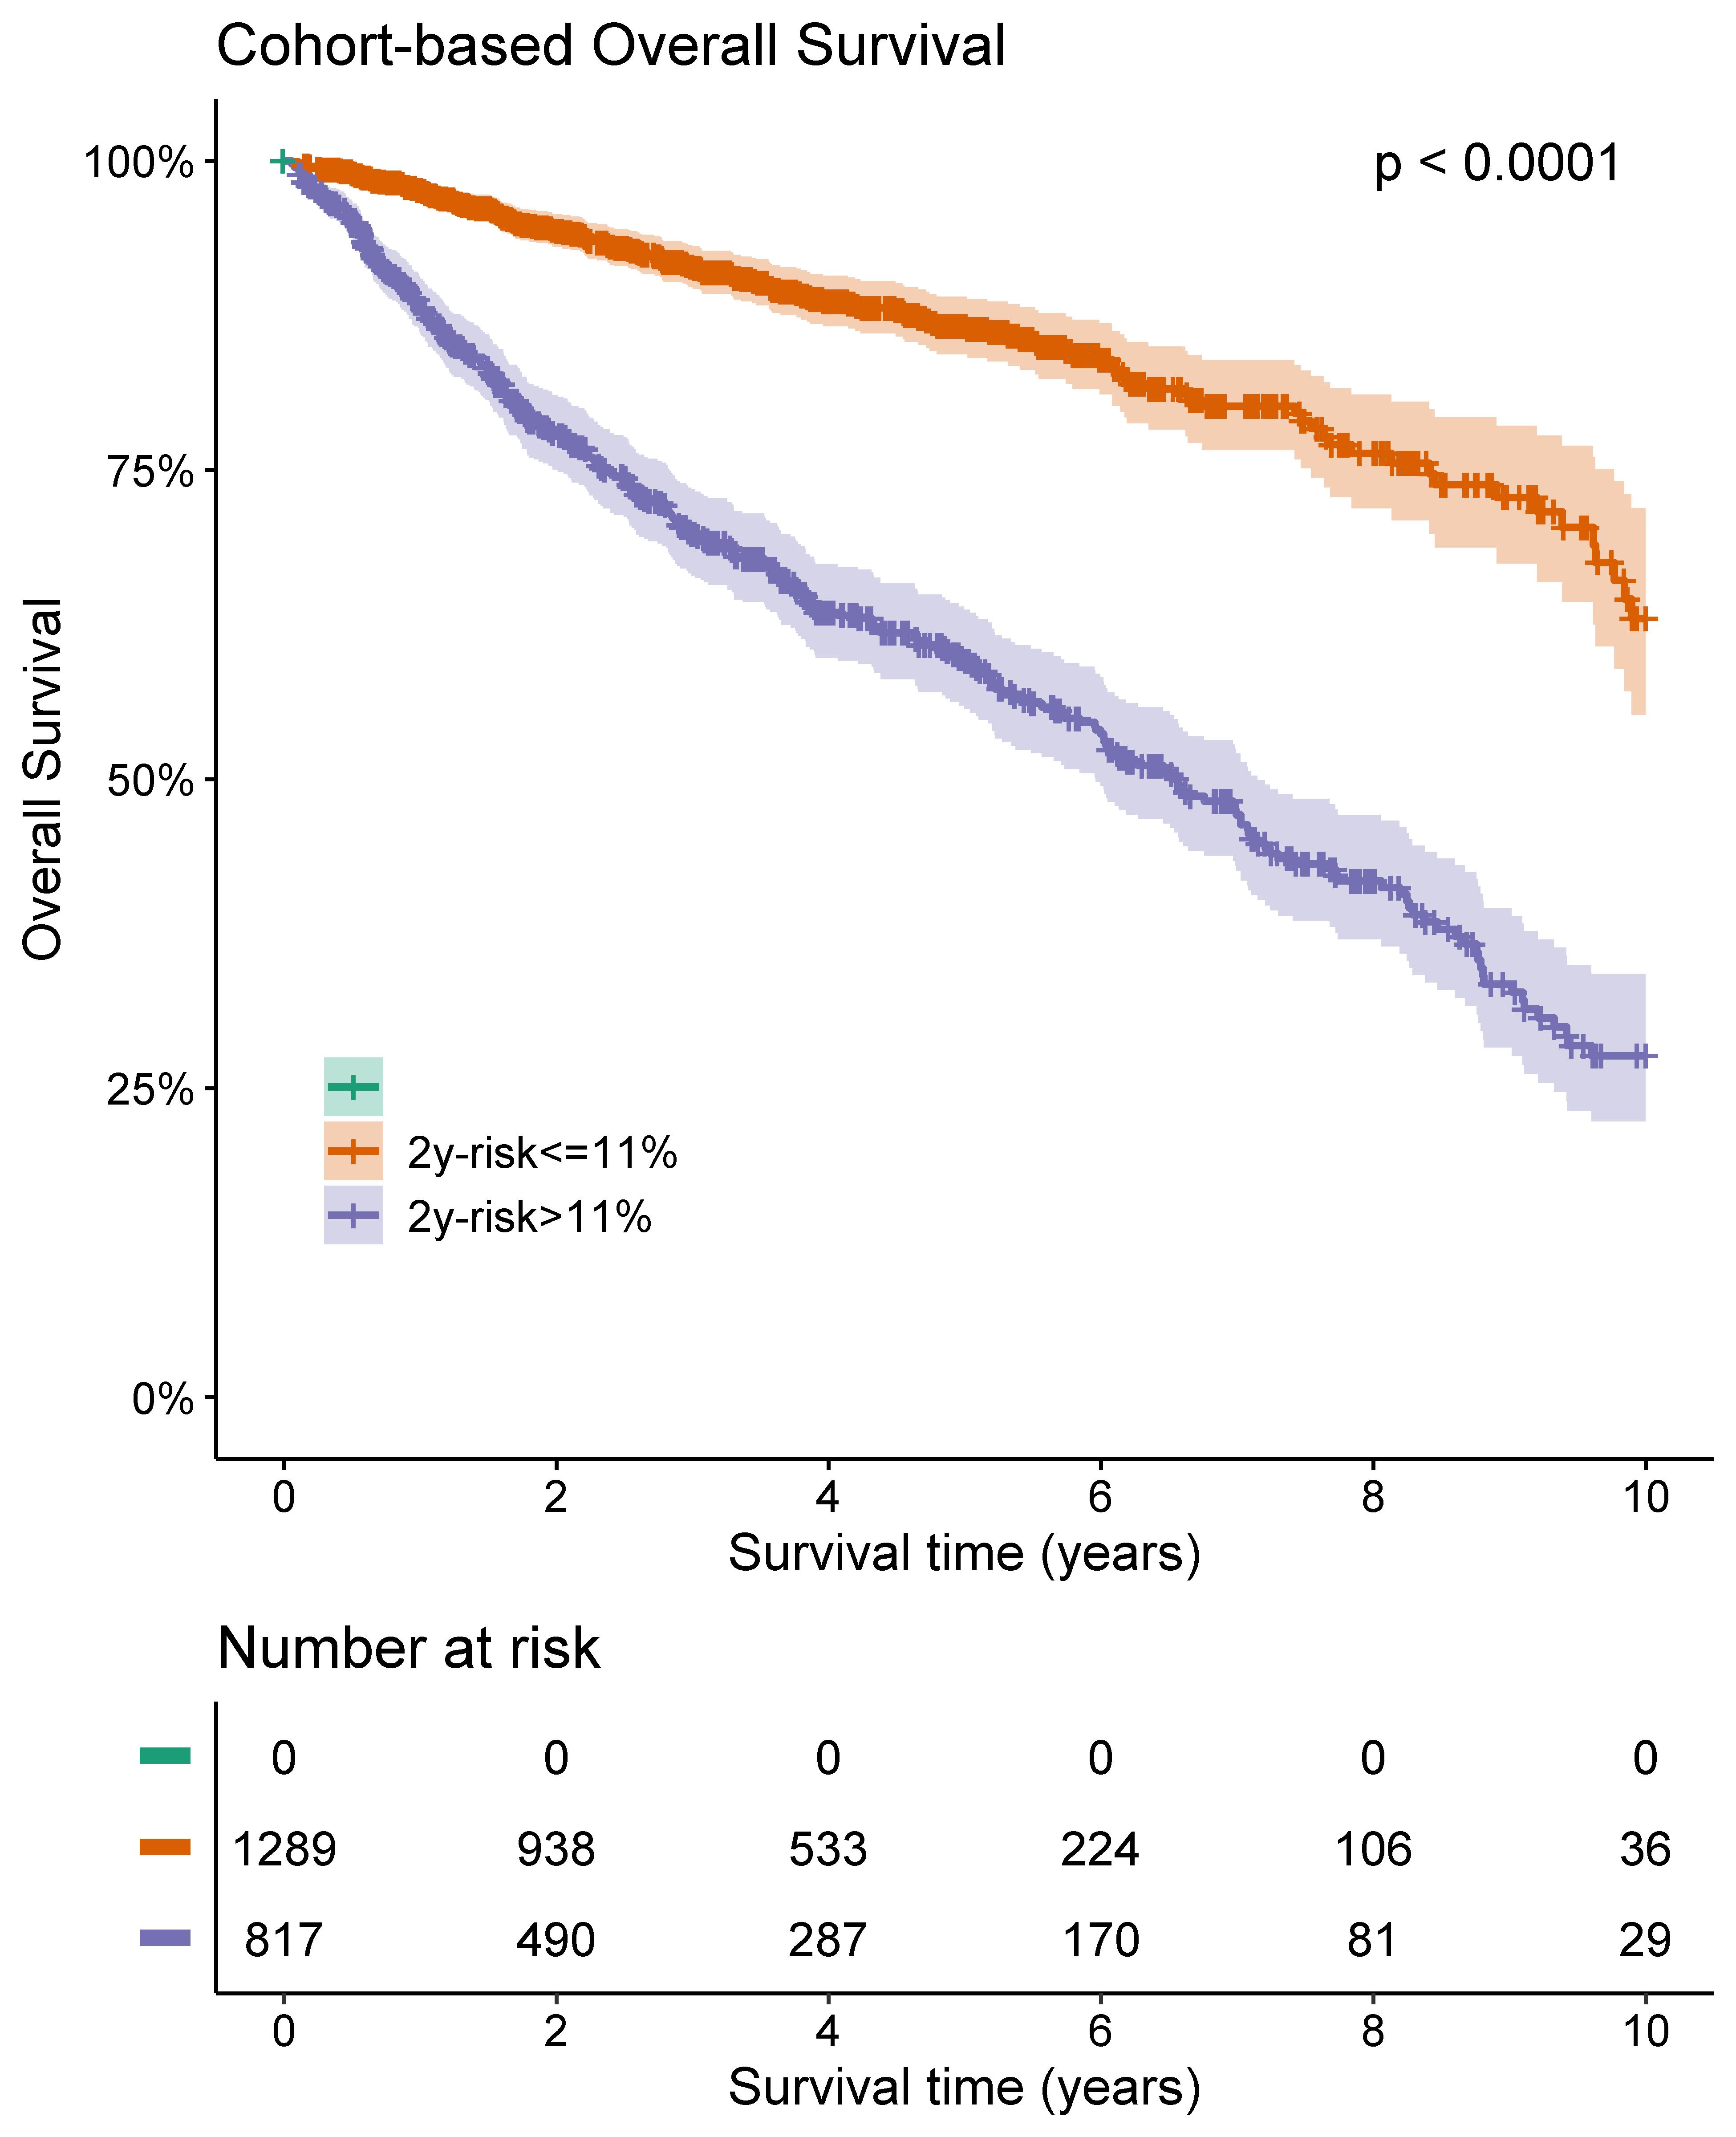 Cohort-based Overall Survival
p < 0.0001
100%
75%
50%
25%
0%
Overall Survival
2y-risk<=11%
2y-risk>11%
0 2 4 6 8 10
Survival time (years)
Number at risk
0 0 0 0 0 0
1289 938 533 224 106 36
817 490 287 170 81 29
0 2 4 6 8 10
Survival time (years)